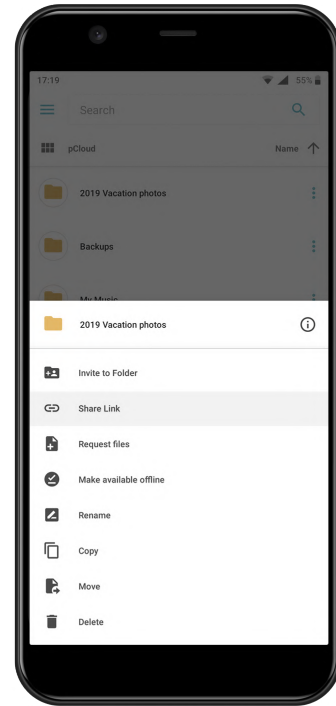 17:19 55%
Search
pCloud Name
2019 Vacation photos
Backups
My Music
2019 Vacation photos
Invite to Folder
Share Link
Request files
Make available offline
Rename
Copy
Move
Delete